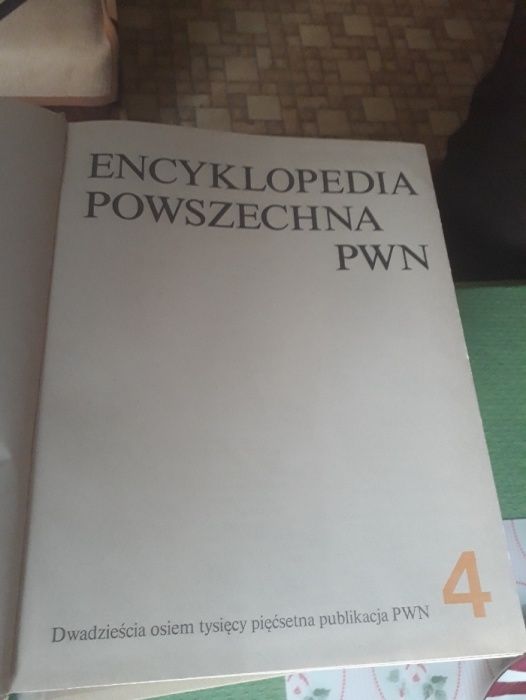 ENCYKLOPEDIA
POWSZECHNA
PWN
4
Dwadzieścia osiem tysięcy pięćsetna publikacja PWN